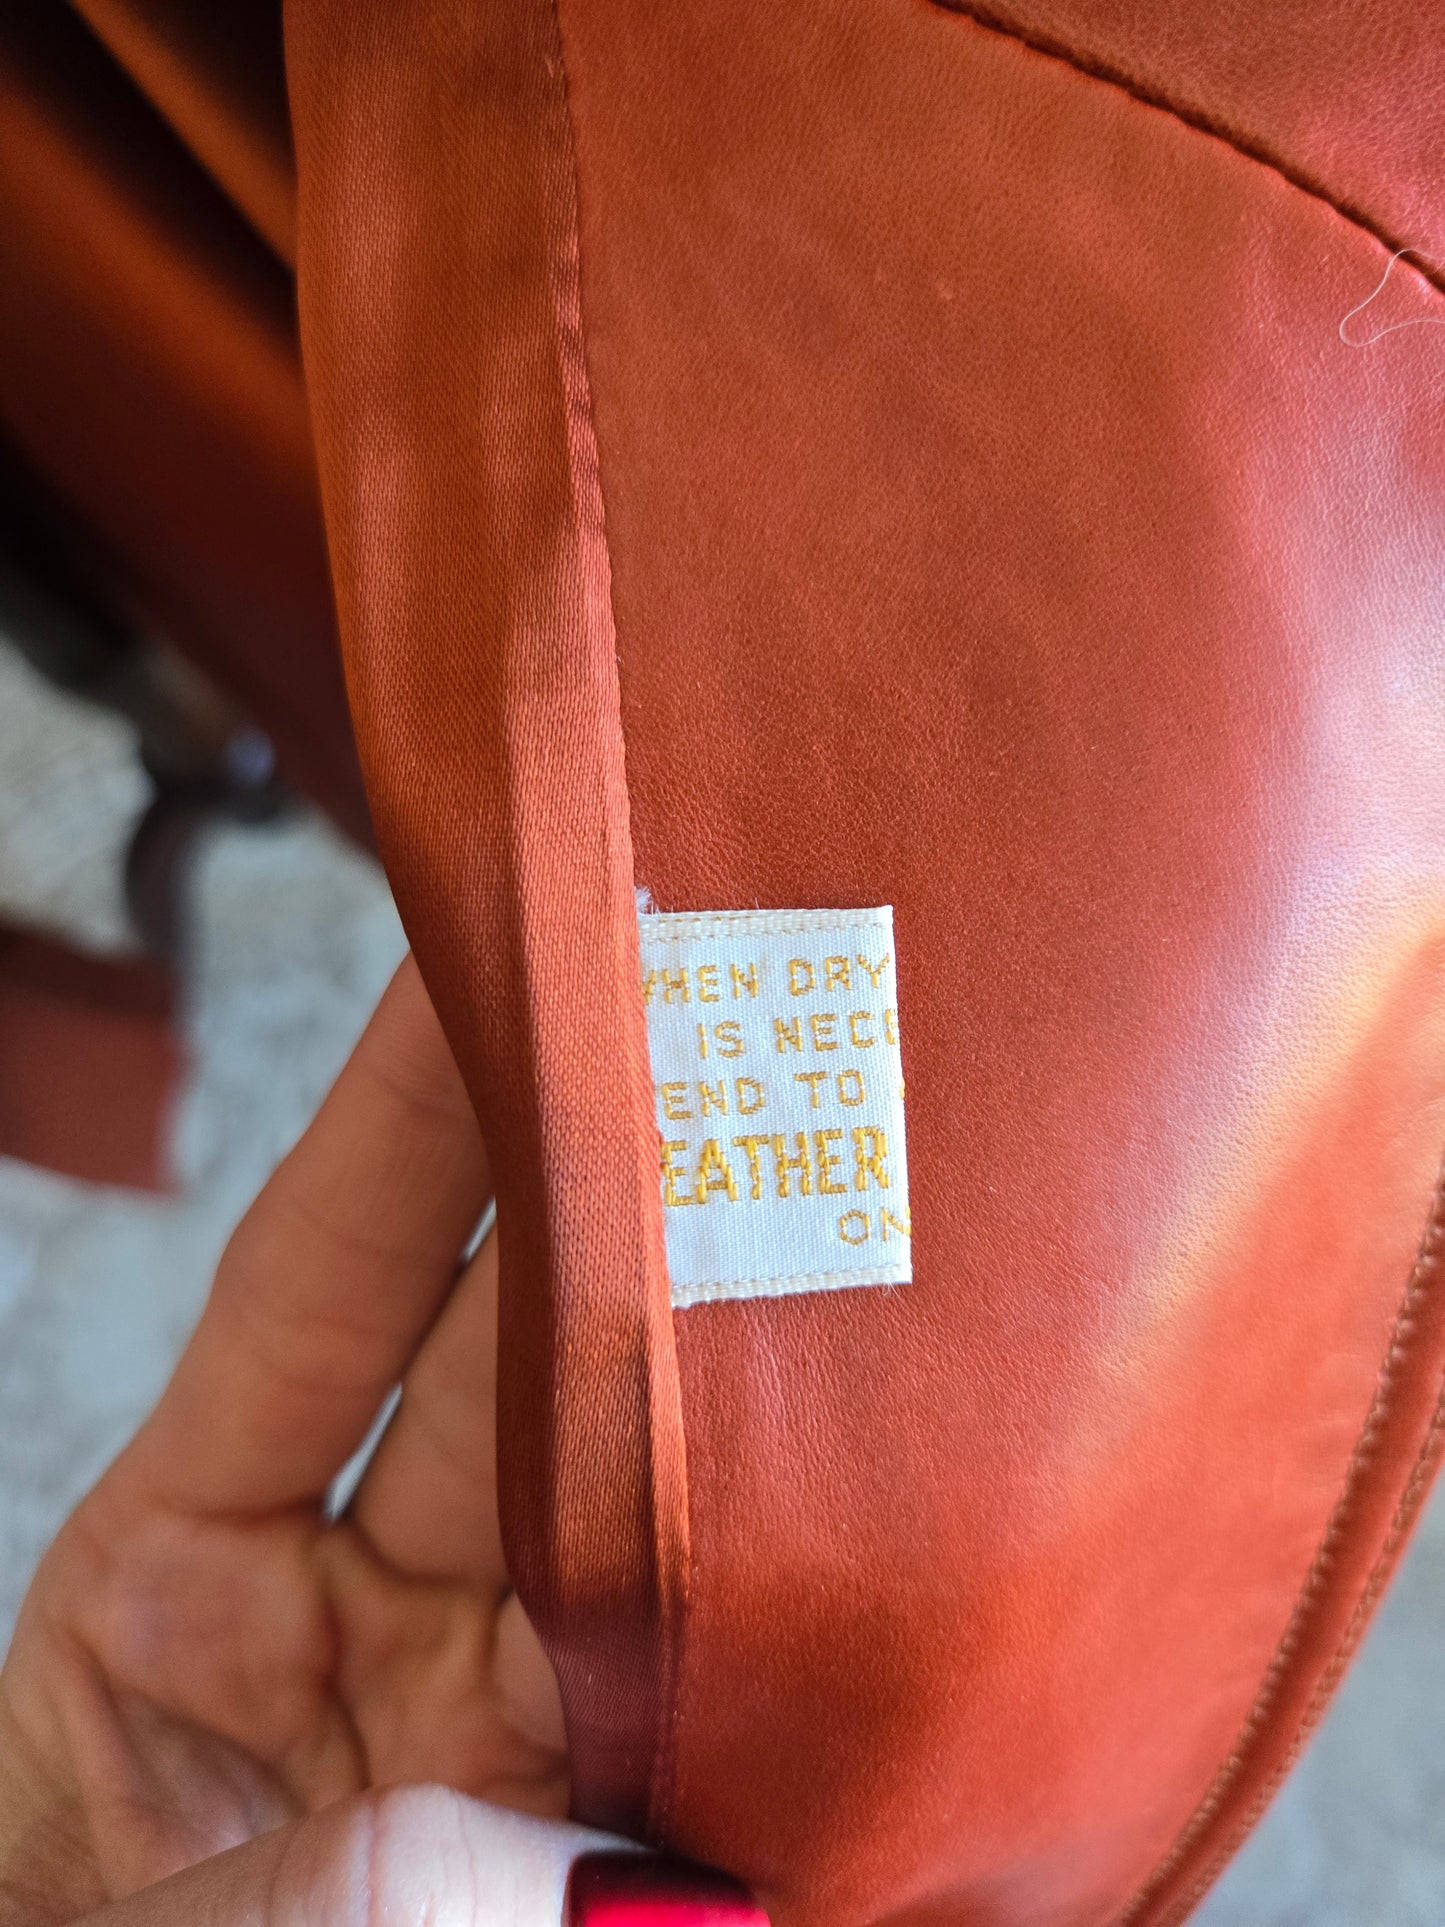 WHEN DRY
IS NECE
END TO
EATHER
ON